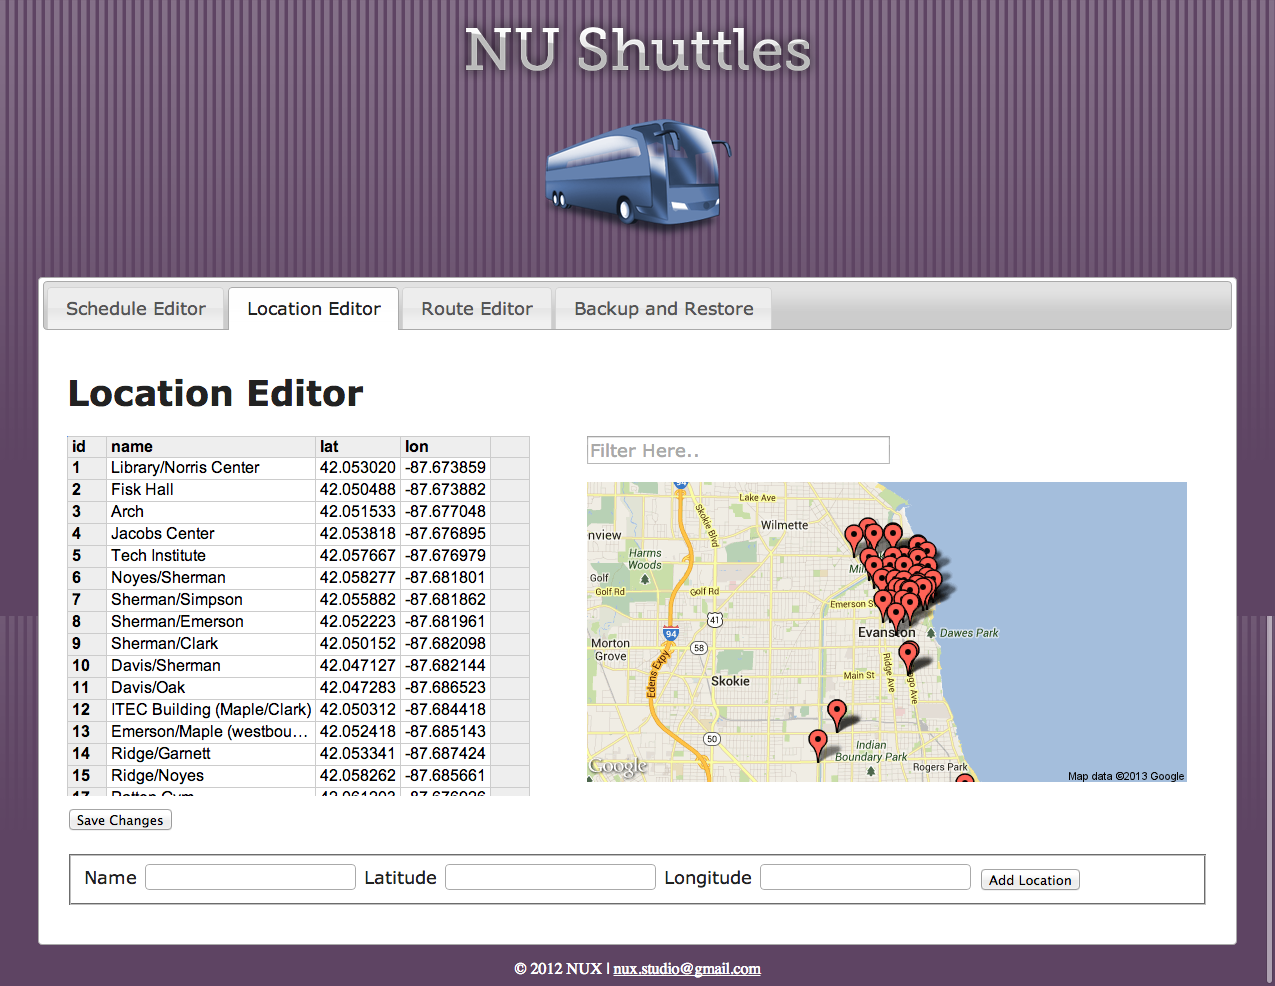 NU Shuttles
Schedule Editor
Location Editor
Route Editor
Backup and Restore
Location Editor
id name lat lon
1 Library/Norris Center 42.053020 -87.673859
2 Fisk Hall 42.050488 -87.673882
3 Arch 42.051533 -87.677048
4 Jacobs Center 42.053818 -87.676895
5 Tech Institute 42.057667 -87.676979
6 Noyes/Sherman 42.058277 -87.681801
7 Sherman/Simpson 42.055882 -87.681862
8 Sherman/Emerson 42.052223 -87.681961
9 Sherman/Clark 42.050152 -87.682098
10 Davis/Sherman 42.047127 -87.682144
11 Davis/Oak 42.047283 -87.686523
12 ITEC Building (Maple/Clark) 42.050312 -87.684418
13 Emerson/Maple (westbou... 42.052418 -87.685143
14 Ridge/Garnett 42.053341 -87.687424
15 Ridge/Noyes 42.058262 -87.685661
Save Changes
Filter Here..
94
Lake Ave
Skokie Blvd
Wilmette
nview
Harms
Woods
Golf
Golf Rd
Golf Rd
41
Emerson S
94
Evanston
Dawes Park
Morton
Grove
58
Edens Expy
Skokie
Main St
Ridge Ave
ago Ave
50
Indian
Boundary Park
Rogers Park
Google
Map data ©2013 Google
Name
Latitude
Longitude
Add Location
© 2012 NUX | nux.studio@gmail.com